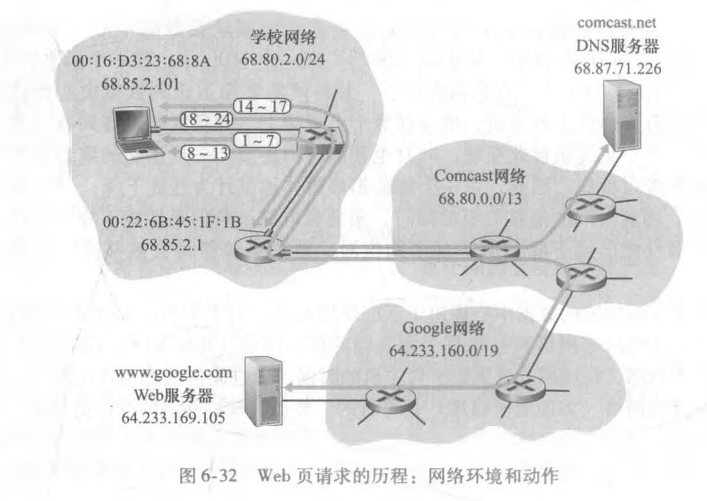 学校网络
68.80.2.0/24
comcast.net
DNS服务器
68.87.71.226
00:16:D3:23:68:8A
68.85.2.101
14~17
18~24
1~7
8~13
Comcast网络
68.80.0.0/13
00:22:6B:45:1F:1B
68.85.2.1
Google网络
64.233.160.0/19
www.google.com
Web服务器
64.233.169.105
图 6-32 Web 页请求的历程：网络环境和动作